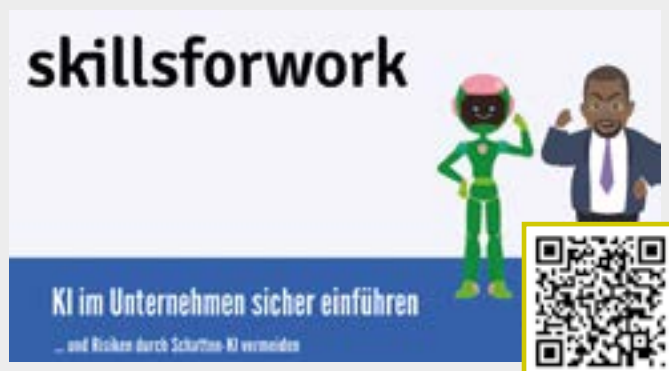 skillsforwork
KI im Unternehmen sicher einführen
... und Risiken durch Schatten-KI vermeiden